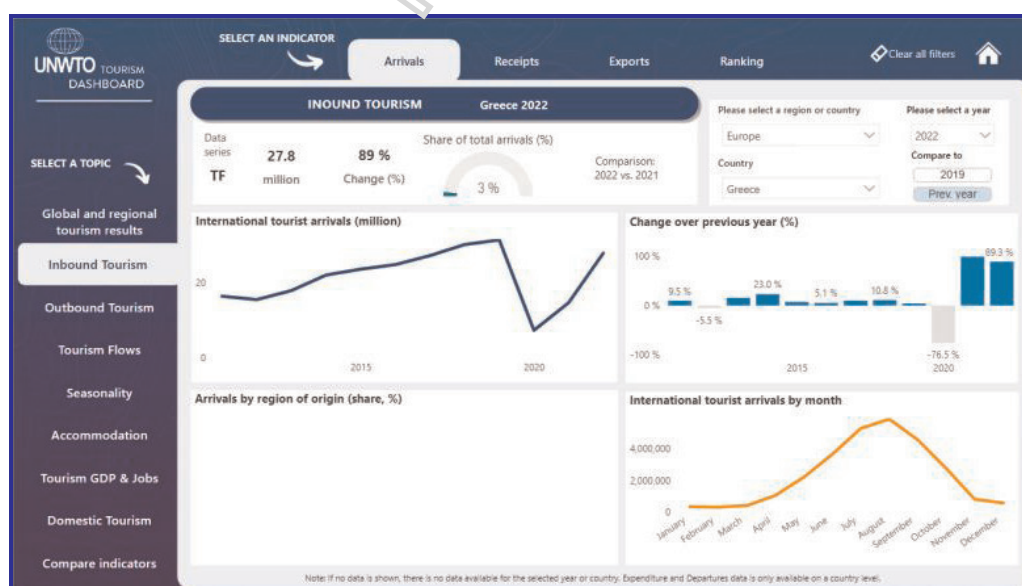 UNWTO TOURISM
DASHBOARD
SELECT AN INDICATOR
Arrivals
Receipts
Exports
Ranking
Clear all filters
INOUND TOURISM
Greece 2022
Data
series
TF
27.8
million
89 %
Change (%)
Share of total arrivals (%)
3 %
Comparison:
2022 vs. 2021
Please select a region or country
Europe
Country
Greece
Please select a year
2022
Compare to
2019
Prev. year
SELECT A TOPIC
Global and regional
tourism results
Inbound Tourism
Outbound Tourism
Tourism Flows
Seasonality
Accommodation
Tourism GDP & Jobs
Domestic Tourism
Compare indicators
International tourist arrivals (million)
20
0
2015
2020
Change over previous year (%)
100 %
0 %
-100 %
9.5 %
-5.5 %
23.0 %
5.1 %
10.8 %
-76.5 %
89.3 %
2015
2020
Arrivals by region of origin (share, %)
International tourist arrivals by month
4,000,000
2,000,000
0
January
February
March
April
May
June
July
August
September
October
November
December
Note: If no data is shown, there is no data available for the selected year or country. Expenditure and Departures data is only available on a country level.